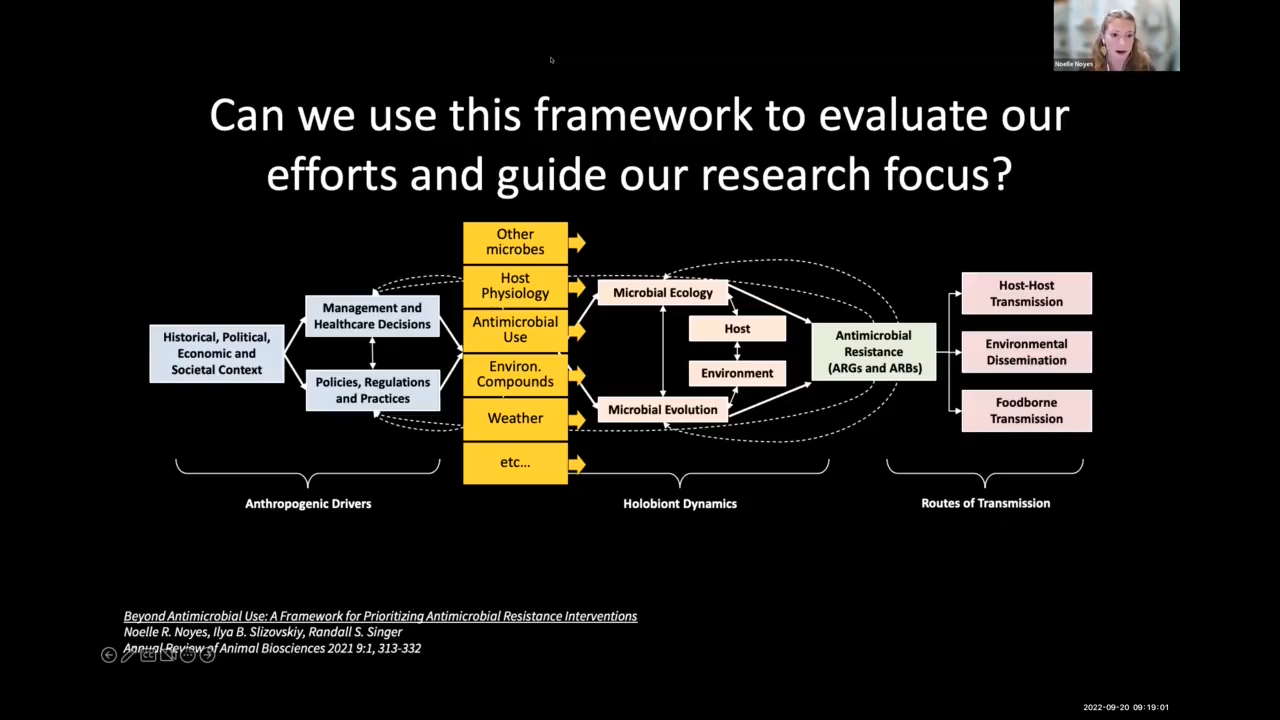 Noelle Noyes
Can we use this framework to evaluate our
efforts and guide our research focus?
Historical, Political,
Economic and
Societal Context
Management and
Healthcare Decisions
Policies, Regulations
and Practices
Other
microbes
Host
Physiology
Antimicrobial
Use
Environ.
Compounds
Weather
etc...
Microbial Ecology
Host
Environment
Microbial Evolution
Antimicrobial
Resistance
(ARGs and ARBs)
Host-Host
Transmission
Environmental
Dissemination
Foodborne
Transmission
Anthropogenic Drivers
Holobiont Dynamics
Routes of Transmission
Beyond Antimicrobial Use: A Framework for Prioritizing Antimicrobial Resistance Interventions
Noelle R. Noyes, Ilya B. Slizovskiy, Randall S. Singer
Annual Review of Animal Biosciences 2021 9:1, 313-332
CC
2022-09-20 09:19:01